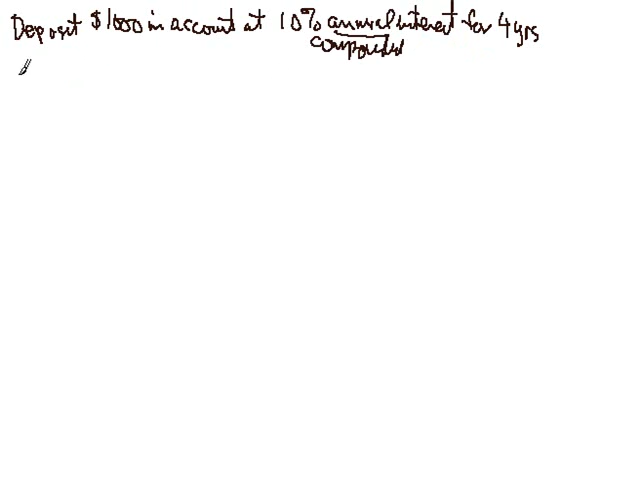 Deposit $1000 in account at 10% annual interest for 4 yrs
compounded